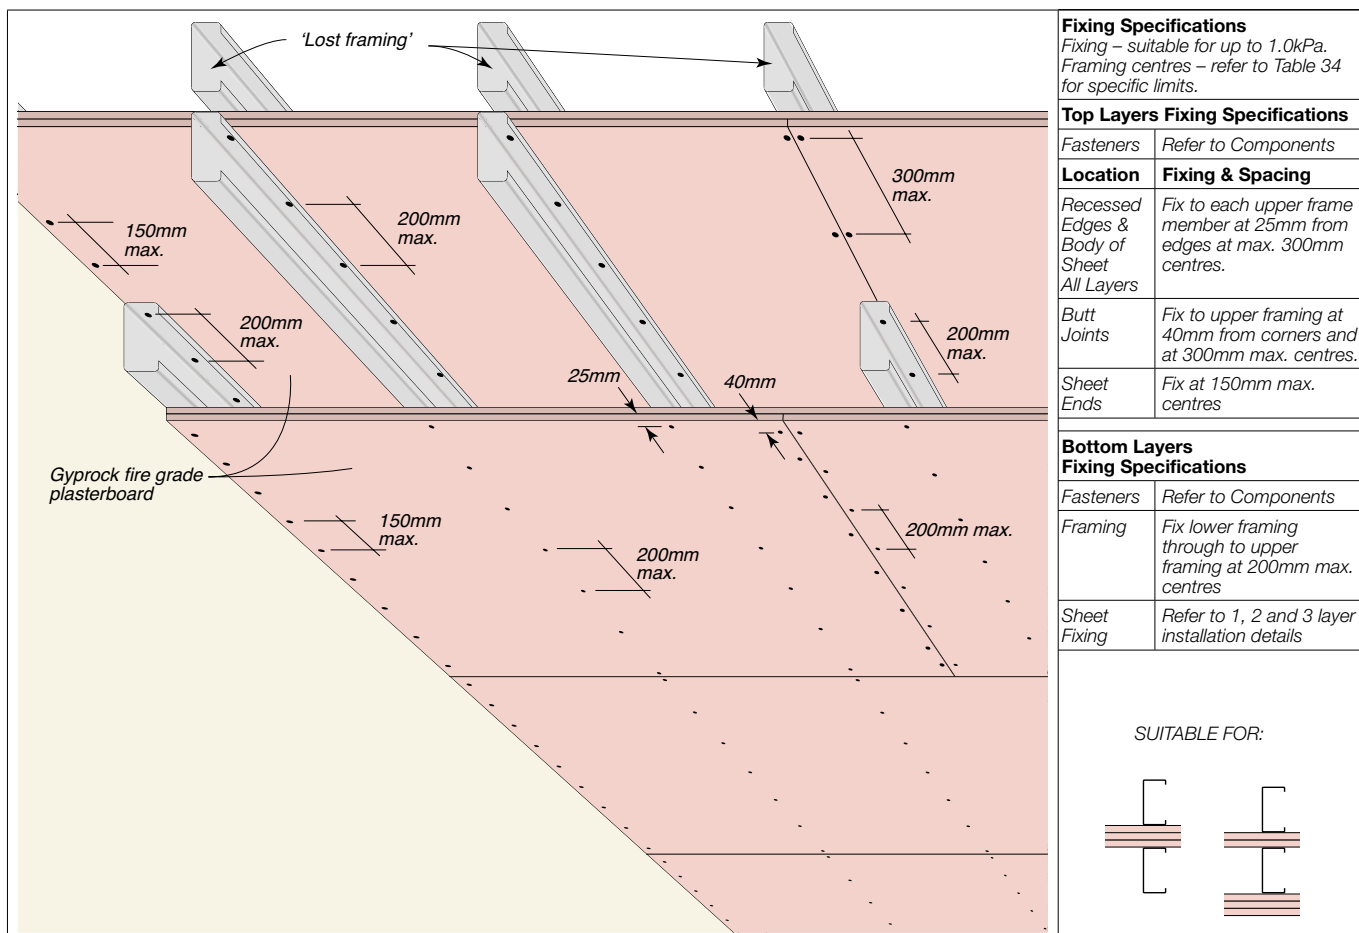 'Lost framing'
300mm
max.
150mm
max.
200mm
max.
200mm
max.
200mm
max.
25mm
40mm
Gyprock fire grade
plasterboard
150mm
max.
200mm
max.
200mm max.
Fixing Specifications
Fixing – suitable for up to 1.0kPa.
Framing centres – refer to Table 34
for specific limits.
Top Layers Fixing Specifications
Fasteners Refer to Components
Location Fixing & Spacing
Recessed Fix to each upper frame
Edges & member at 25mm from
Body of edges at max. 300mm
Sheet centres.
All Layers
Butt Fix to upper framing at
Joints 40mm from corners and
at 300mm max. centres.
Sheet Fix at 150mm max.
Ends centres
Bottom Layers
Fixing Specifications
Fasteners Refer to Components
Framing Fix lower framing
through to upper
framing at 200mm max.
centres
Sheet Refer to 1, 2 and 3 layer
Fixing installation details
SUITABLE FOR: